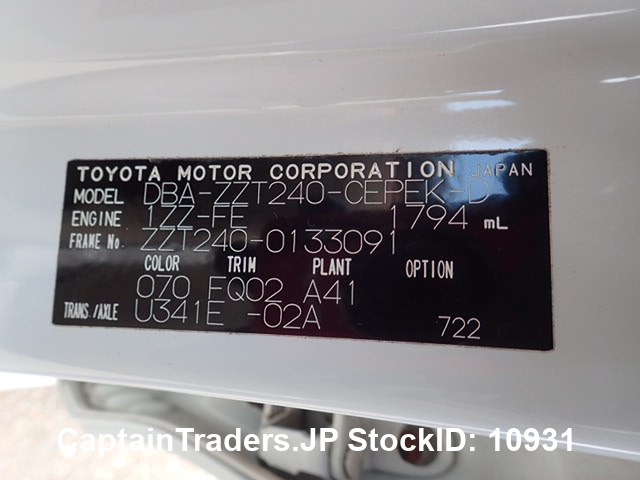 TOYOTA MOTOR CORPORATION JAPAN
MODEL DBA-ZZT240-CEPEK-D
ENGINE 1ZZ-FE 1794 mL
FRAME No. ZZT240-0133091
COLOR TRIM PLANT OPTION
070 EQ02 A41
TRANS./AXLE U341E -02A 722
CaptainTraders.JP StockID: 10931